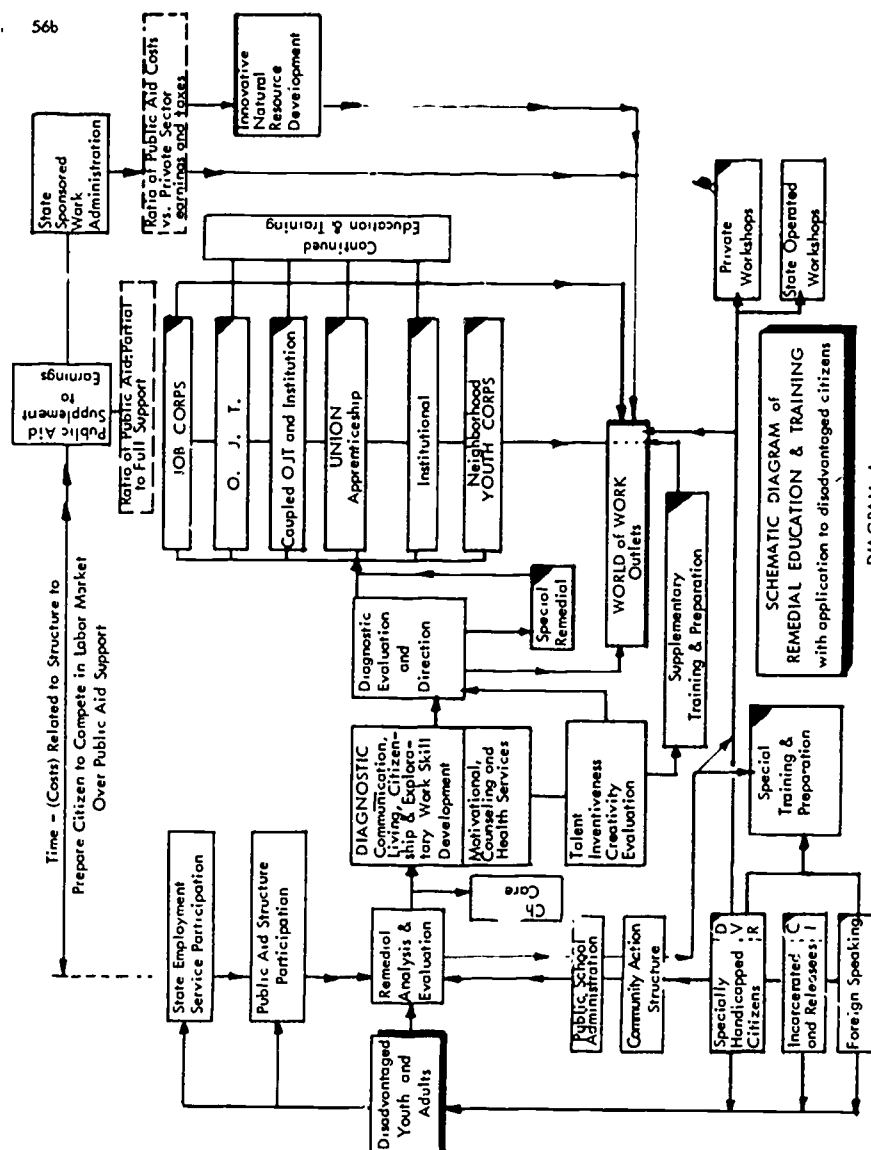 56b
Time - (Costs) Related to Structure to
Prepare Citizen to Compete in Labor Market
Over Public Aid Support
Public Aid
Supplement
to
Earnings
State
Sponsored
Work
Administration
Ratio of Public Aid-Partial
to Full Support
Ratio of Public Aid Costs
vs. Private Sector
Learnings and taxes
Innovative
Natural
Resource
Development
State Employment
Service Participation
Public Aid Structure
Participation
JOB CORPS
O. J. T.
Coupled OJT and Institution
UNION
Apprenticeship
Institutional
Neighborhood
YOUTH CORPS
Continued
Education & Training
Disadvantaged
Youth and
Adults
Remedial
Analysis &
Evaluation
Care
DIAGNOSTIC
Communication,
Living, Citizen-
ship & Explora-
tary Work Skill
Development
Motivational,
Counseling and
Health Services
Diagnostic
Evaluation
and
Direction
Special
Remedial
Talent
Inventiveness
Creativity
Evaluation
WORLD of WORK
Outlets
Supplementary
Training & Preparation
Public School
Administration
Community Action
Structure
Specially D
Handicapped V
Citizens R
Incarcerated C
and Releasees I
Foreign Speaking
Special
Training &
Preparation
Private
Workshops
State Operated
Workshops
SCHEMATIC DIAGRAM of
REMEDIAL EDUCATION & TRAINING
with application to disadvantaged citizens
DIAGRAM A